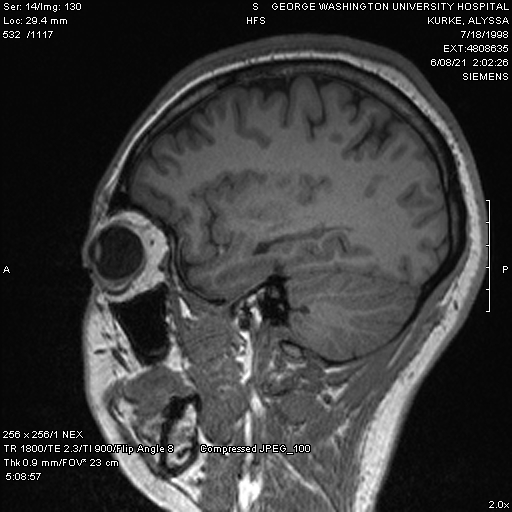 Ser: 14/Img: 130
Loc: 29.4 mm
532 /1117
S GEORGE WASHINGTON UNIVERSITY HOSPITAL
HFS KURKE, ALYSSA
7/18/1998
EXT:4808635
6/08/21 2:02:26
SIEMENS
A
P
256 x 256/1 NEX
TR 1800/TE 2.3/TI 900/Flip Angle 8 Compressed JPEG_100
Thk 0.9 mm/FOV* 23 cm
5:08:57
2.0x